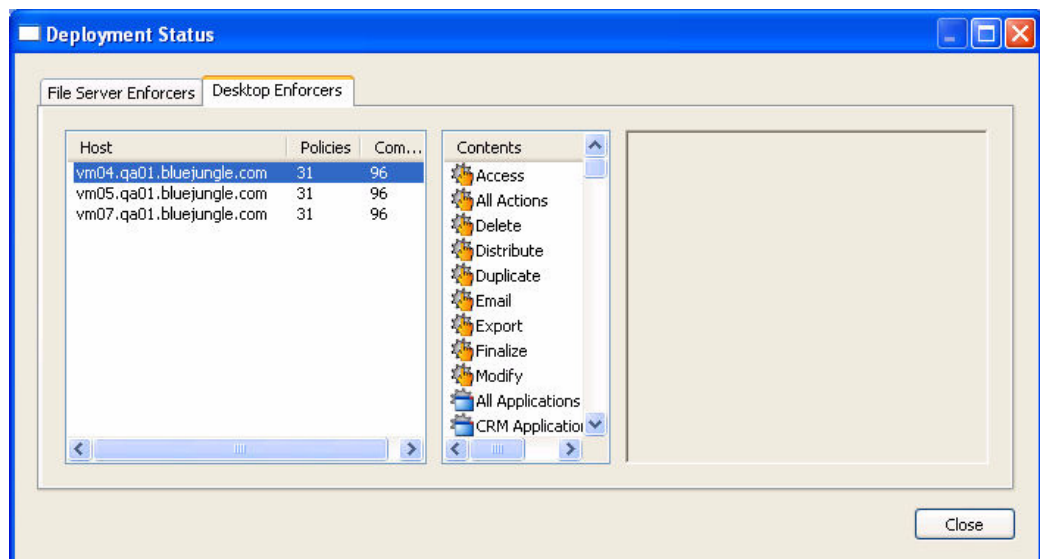 Deployment Status
File Server Enforcers
Desktop Enforcers
Host Policies Com...
vm04.qa01.bluejungle.com 31 96
vm05.qa01.bluejungle.com 31 96
vm07.qa01.bluejungle.com 31 96
Contents
Access
All Actions
Delete
Distribute
Duplicate
Email
Export
Finalize
Modify
All Applications
CRM Applicatio
Close